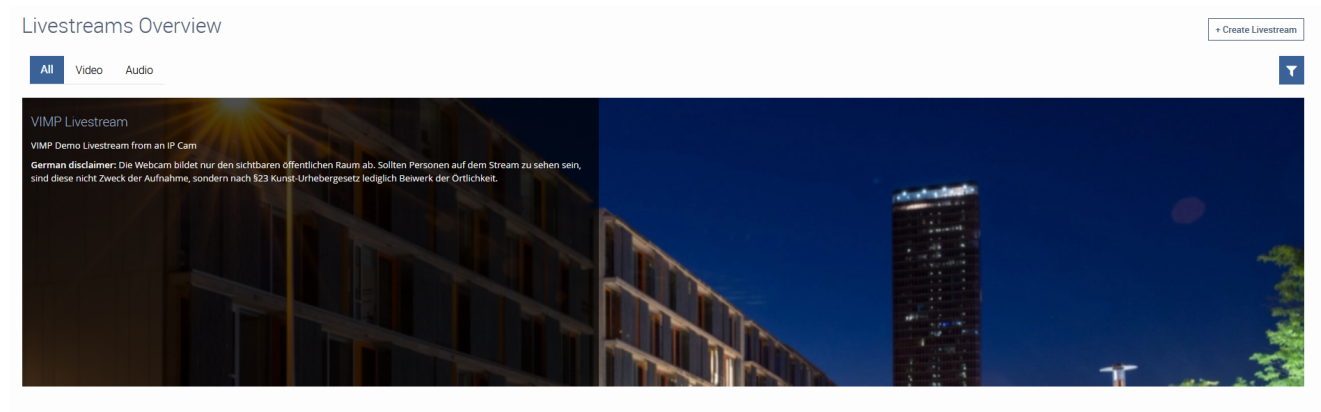 Livestreams Overview
+ Create Livestream
All Video Audio
VIMP Livestream
VIMP Demo Livestream from an IP Cam
German disclaimer: Die Webcam bildet nur den sichtbaren öffentlichen Raum ab. Sollten Personen auf dem Stream zu sehen sein,
sind diese nicht Zweck der Aufnahme, sondern nach §23 Kunst-Urhebergesetz lediglich Beiwerk der Örtlichkeit.